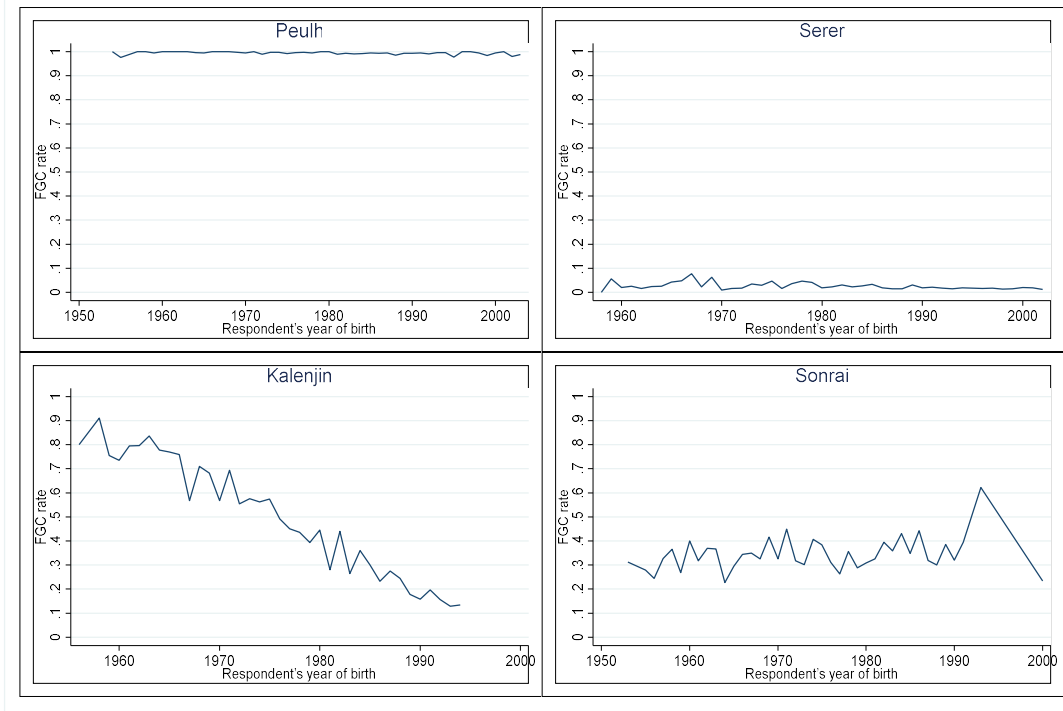 Peulh
FGC rate
0 .1 .2 .3 .4 .5 .6 .7 .8 .9 1
1950 1960 1970 1980 1990 2000
Respondent's year of birth
Serer
FGC rate
0 .1 .2 .3 .4 .5 .6 .7 .8 .9 1
1960 1970 1980 1990 2000
Respondent's year of birth
Kalenjin
FGC rate
0 .1 .2 .3 .4 .5 .6 .7 .8 .9 1
1960 1970 1980 1990 2000
Respondent's year of birth
Sonrai
FGC rate
0 .1 .2 .3 .4 .5 .6 .7 .8 .9 1
1950 1960 1970 1980 1990 2000
Respondent's year of birth